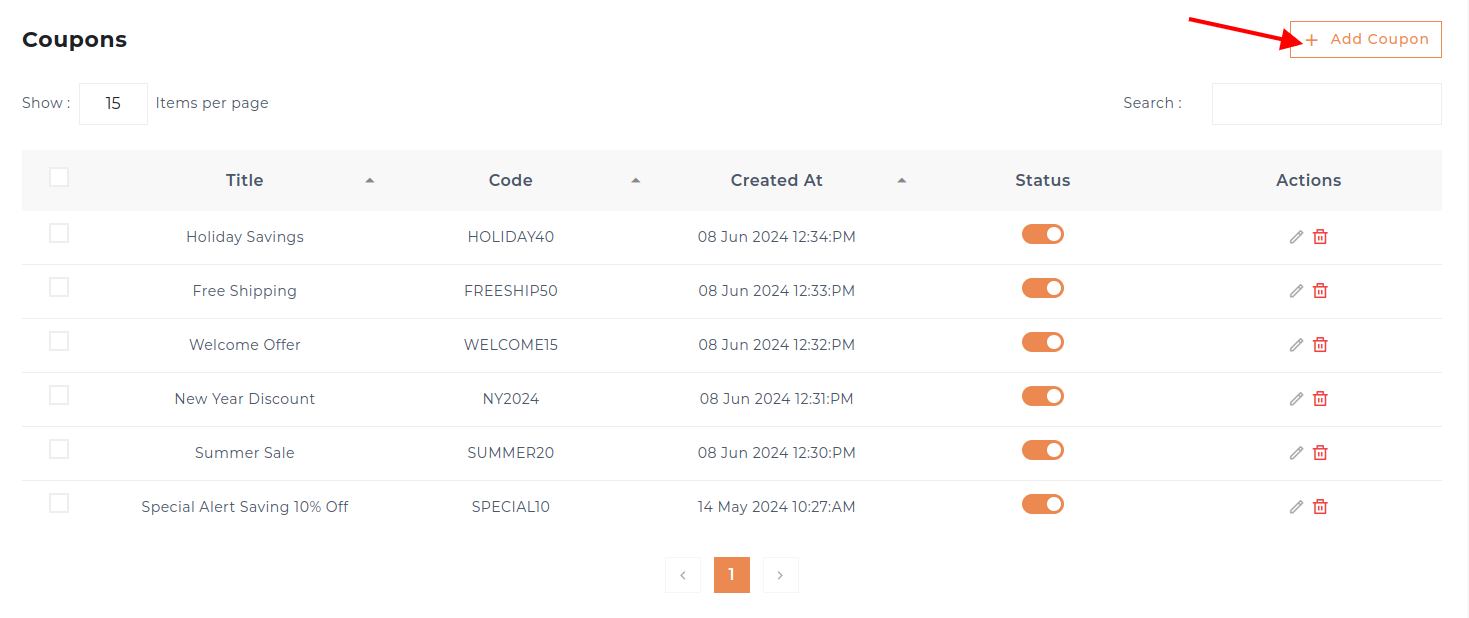 Coupons
+ Add Coupon
Show : 15 Items per page Search :
Title Code Created At Status Actions
Holiday Savings HOLIDAY40 08 Jun 2024 12:34:PM
Free Shipping FREESHIP50 08 Jun 2024 12:33:PM
Welcome Offer WELCOME15 08 Jun 2024 12:32:PM
New Year Discount NY2024 08 Jun 2024 12:31:PM
Summer Sale SUMMER20 08 Jun 2024 12:30:PM
Special Alert Saving 10% Off SPECIAL10 14 May 2024 10:27:AM
‹ 1 ›